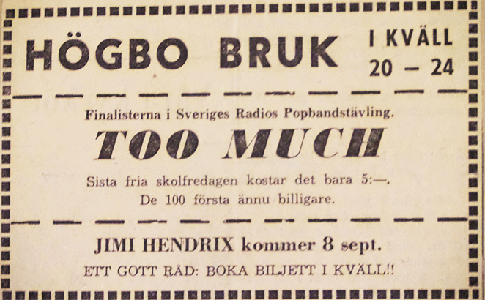 HÖGBO BRUK
I KVÄLL
20 — 24
Finalisterna i Sveriges Radios Popbandstävling.
TOO MUCH
Sista fria skolfredagen kostar det bara 5:—.
De 100 första ännu billigare.
JIMI HENDRIX kommer 8 sept.
ETT GOTT RÅD: BOKA BILJETT I KVÄLL!!